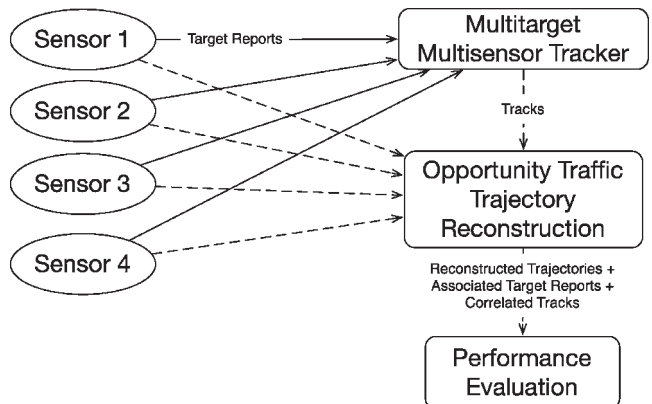 Sensor 1
Target Reports
Multitarget
Multisensor Tracker
Sensor 2
Tracks
Sensor 3
Opportunity Traffic
Trajectory
Reconstruction
Sensor 4
Reconstructed Trajectories +
Associated Target Reports +
Correlated Tracks
Performance
Evaluation